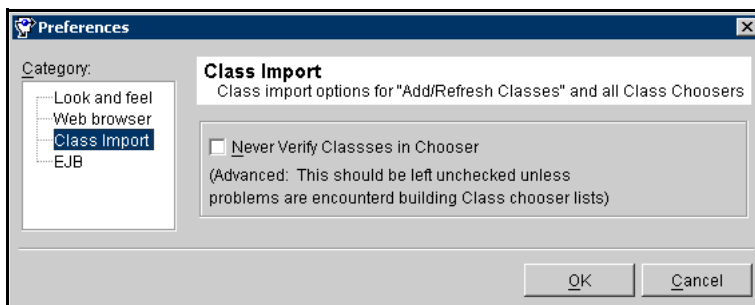 Preferences
Category:
Look and feel
Web browser
Class Import
EJB
Class Import
Class import options for "Add/Refresh Classes" and all Class Choosers
Never Verify Classses in Chooser
(Advanced: This should be left unchecked unless
problems are encounterd building Class chooser lists)
OK
Cancel